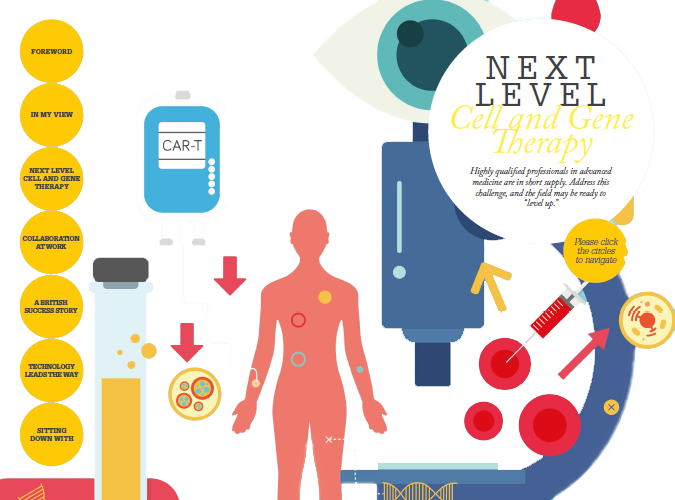 FOREWORD
IN MY VIEW
NEXT LEVEL
CELL AND GENE
THERAPY
COLLABORATION
AT WORK
A BRITISH
SUCCESS STORY
TECHNOLOGY
LEADS THE WAY
SITTING
DOWN WITH
CAR-T
NEXT
LEVEL
Cell and Gene
Therapy
Highly qualified professionals in advanced
medicine are in short supply. Address this
challenge, and the field may be ready to
“level up.”
Please click
the circles
to navigate